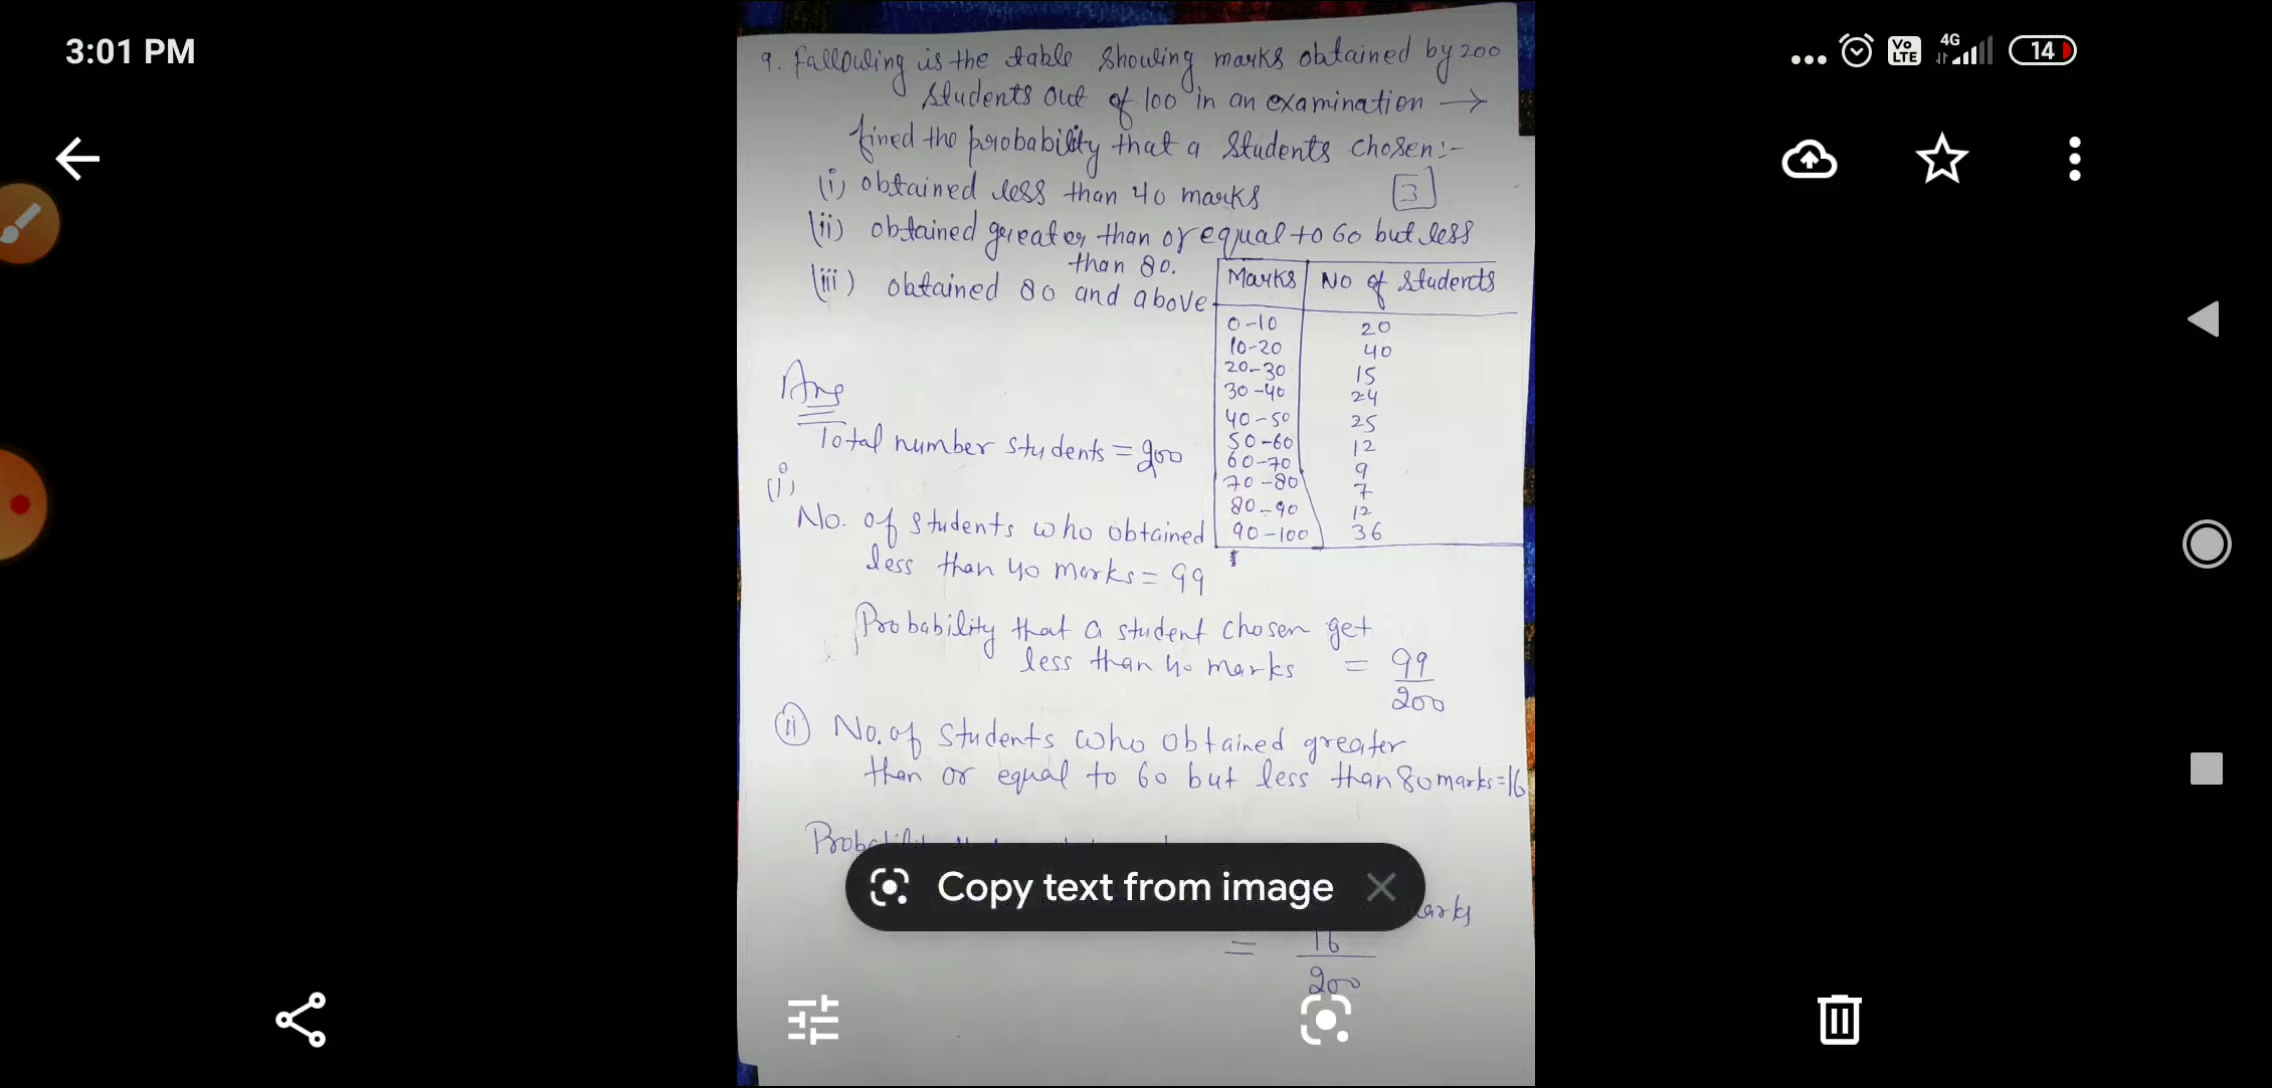 3:01 PM
4G
Vo
LTE
14
9. fallowing is the table showing marks obtained by 200
students out of 100 in an examination →
fined the probability that a students chosen:-
(i) obtained less than 40 marks [3]
(ii) obtained greater than or equal to 60 but less
than 80.
(iii) obtained 80 and above
Marks No of students
0-10 20
10-20 40
20-30 15
30-40 24
40-50 25
50-60 12
60-70 9
70-80 7
80-90 12
90-100 36
Ans
Total number students = 200
(i)
No. of students who obtained
less than 40 marks = 99
Probability that a student chosen get
less than 40 marks = 99
200
(ii) No. of students who obtained greater
than or equal to 60 but less than 80 marks = 16
Copy text from image
= 16
200